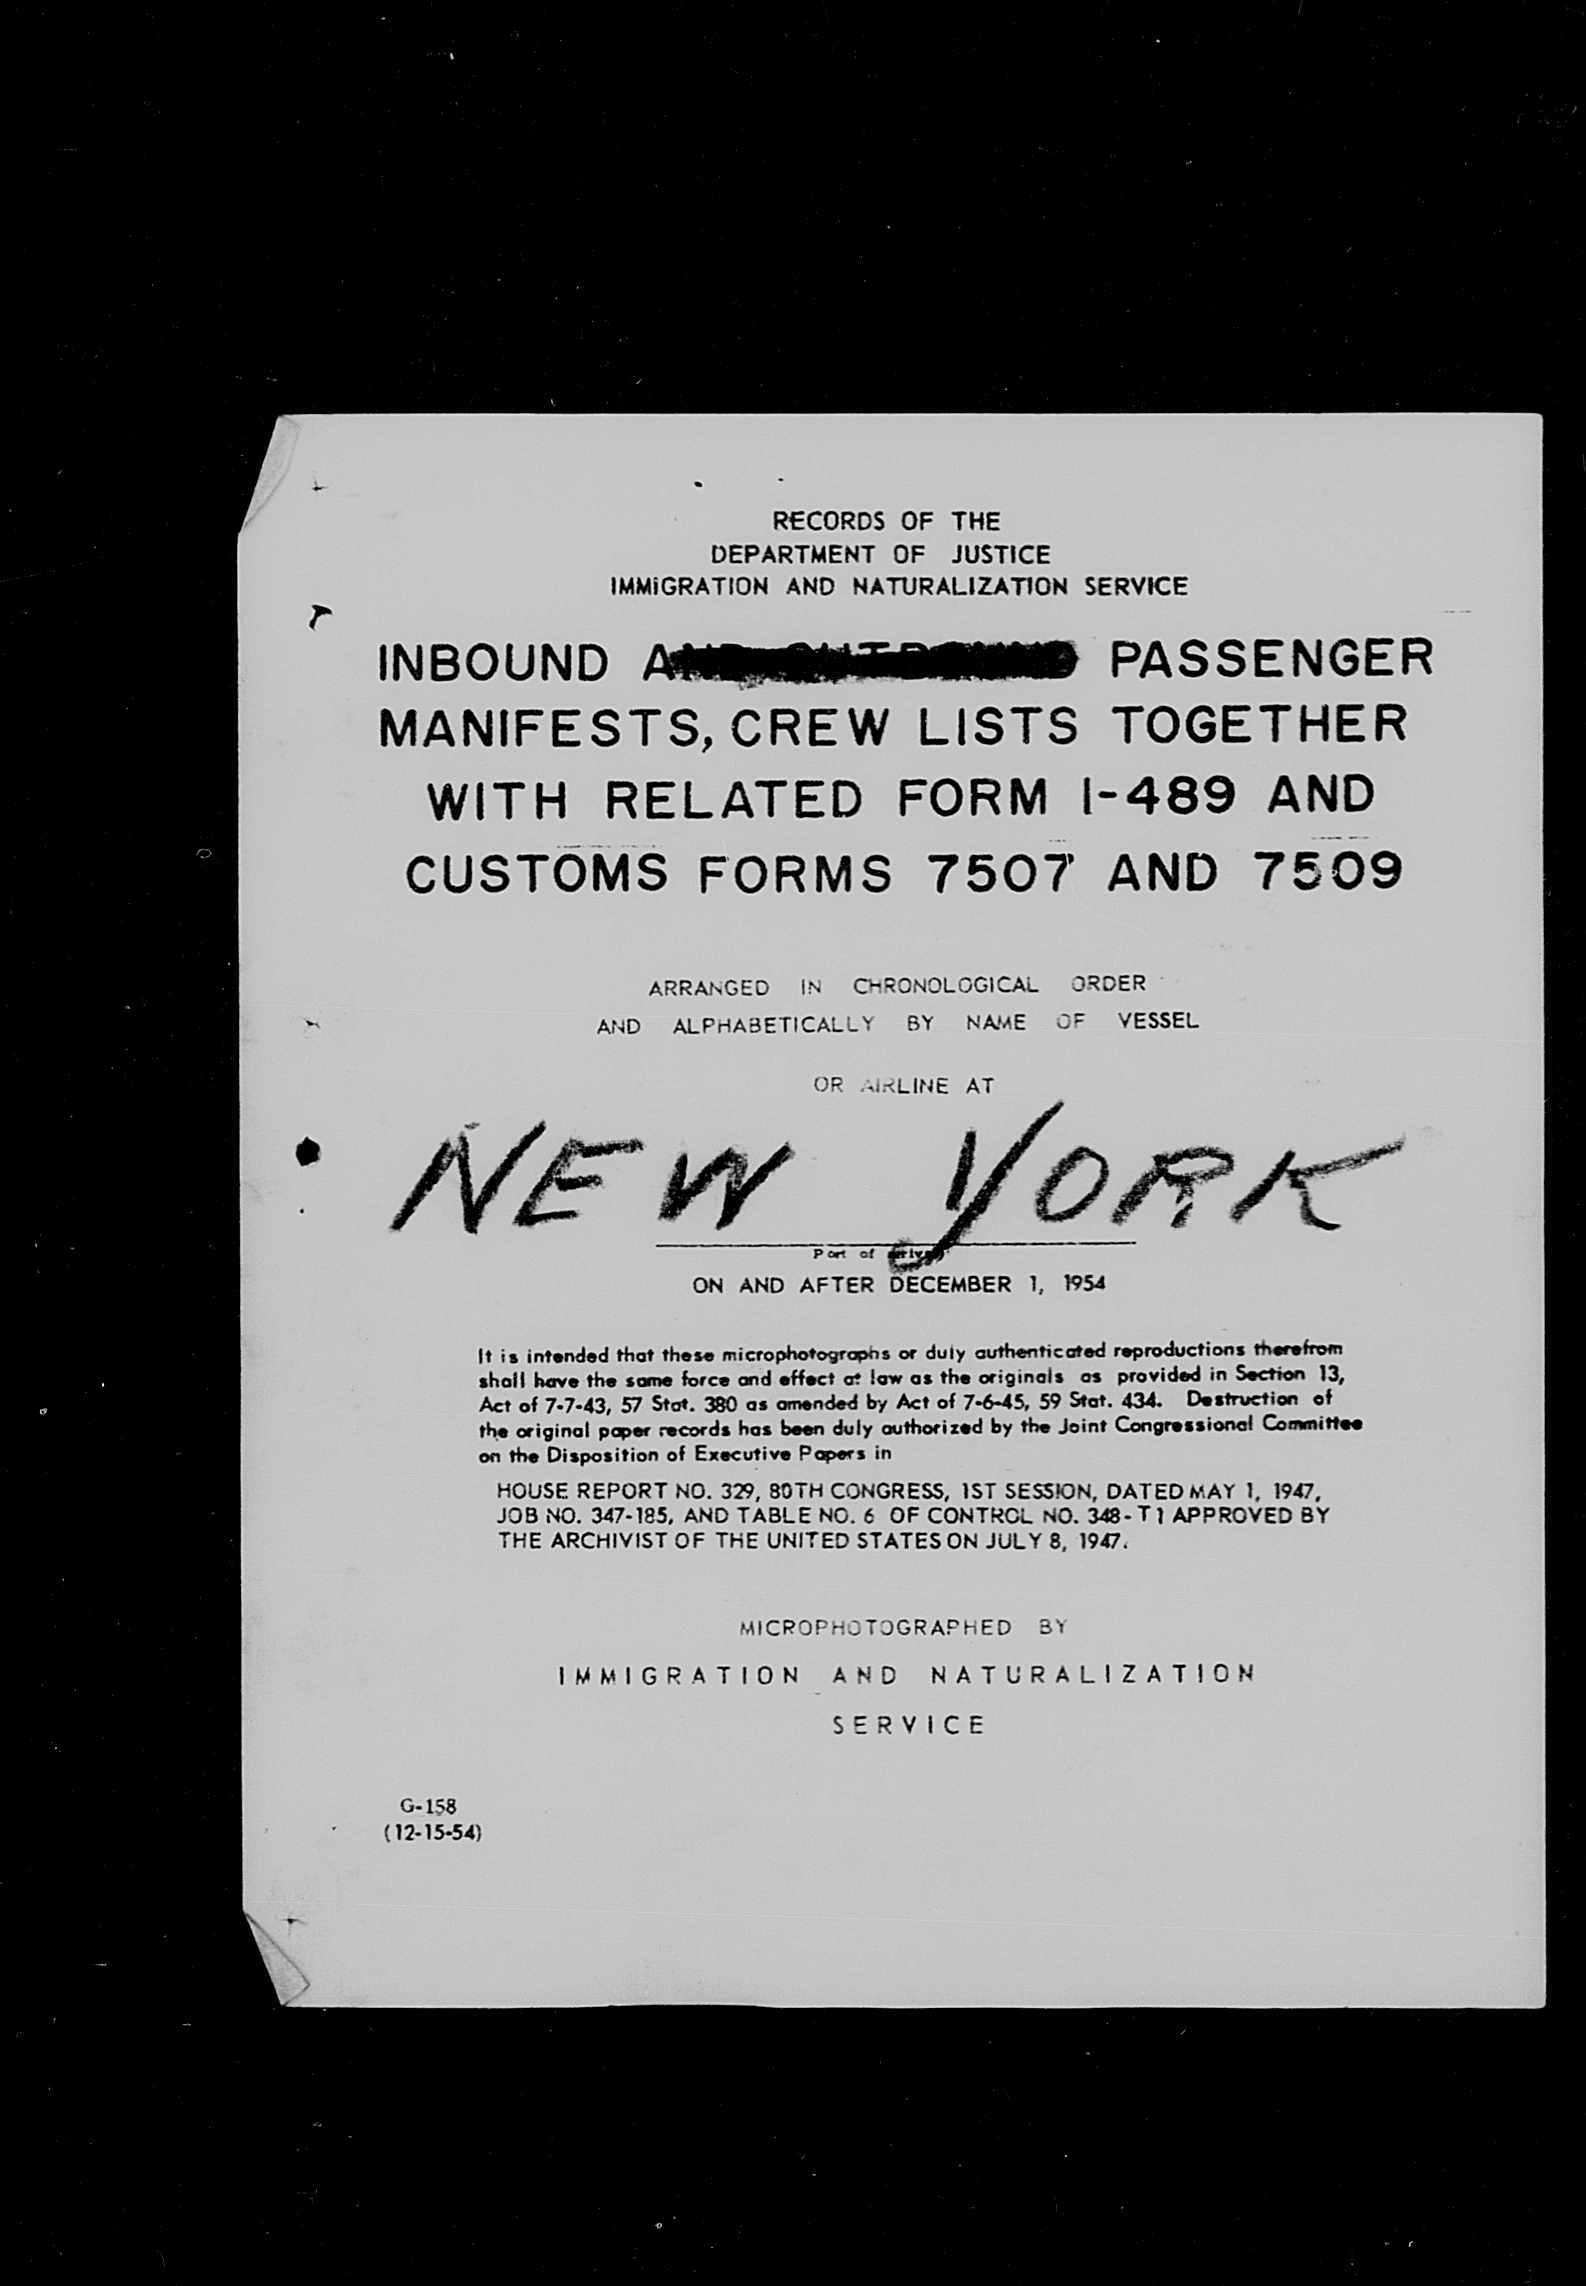 RECORDS OF THE
DEPARTMENT OF JUSTICE
IMMIGRATION AND NATURALIZATION SERVICE
INBOUND AND OUTBOUND PASSENGER
MANIFESTS, CREW LISTS TOGETHER
WITH RELATED FORM I-489 AND
CUSTOMS FORMS 7507 AND 7509
ARRANGED IN CHRONOLOGICAL ORDER
AND ALPHABETICALLY BY NAME OF VESSEL
OR AIRLINE AT
NEW YORK
Port of arrival
ON AND AFTER DECEMBER 1, 1954
It is intended that these microphotographs or duly authenticated reproductions therefrom
shall have the same force and effect at law as the originals as provided in Section 13,
Act of 7-7-43, 57 Stat. 380 as amended by Act of 7-6-45, 59 Stat. 434. Destruction of
the original paper records has been duly authorized by the Joint Congressional Committee
on the Disposition of Executive Papers in
HOUSE REPORT NO. 329, 80TH CONGRESS, 1ST SESSION, DATED MAY 1, 1947,
JOB NO. 347-185, AND TABLE NO. 6 OF CONTROL NO. 348-T1 APPROVED BY
THE ARCHIVIST OF THE UNITED STATES ON JULY 8, 1947.
MICROPHOTOGRAPHED BY
IMMIGRATION AND NATURALIZATION
SERVICE
G-158
(12-15-54)